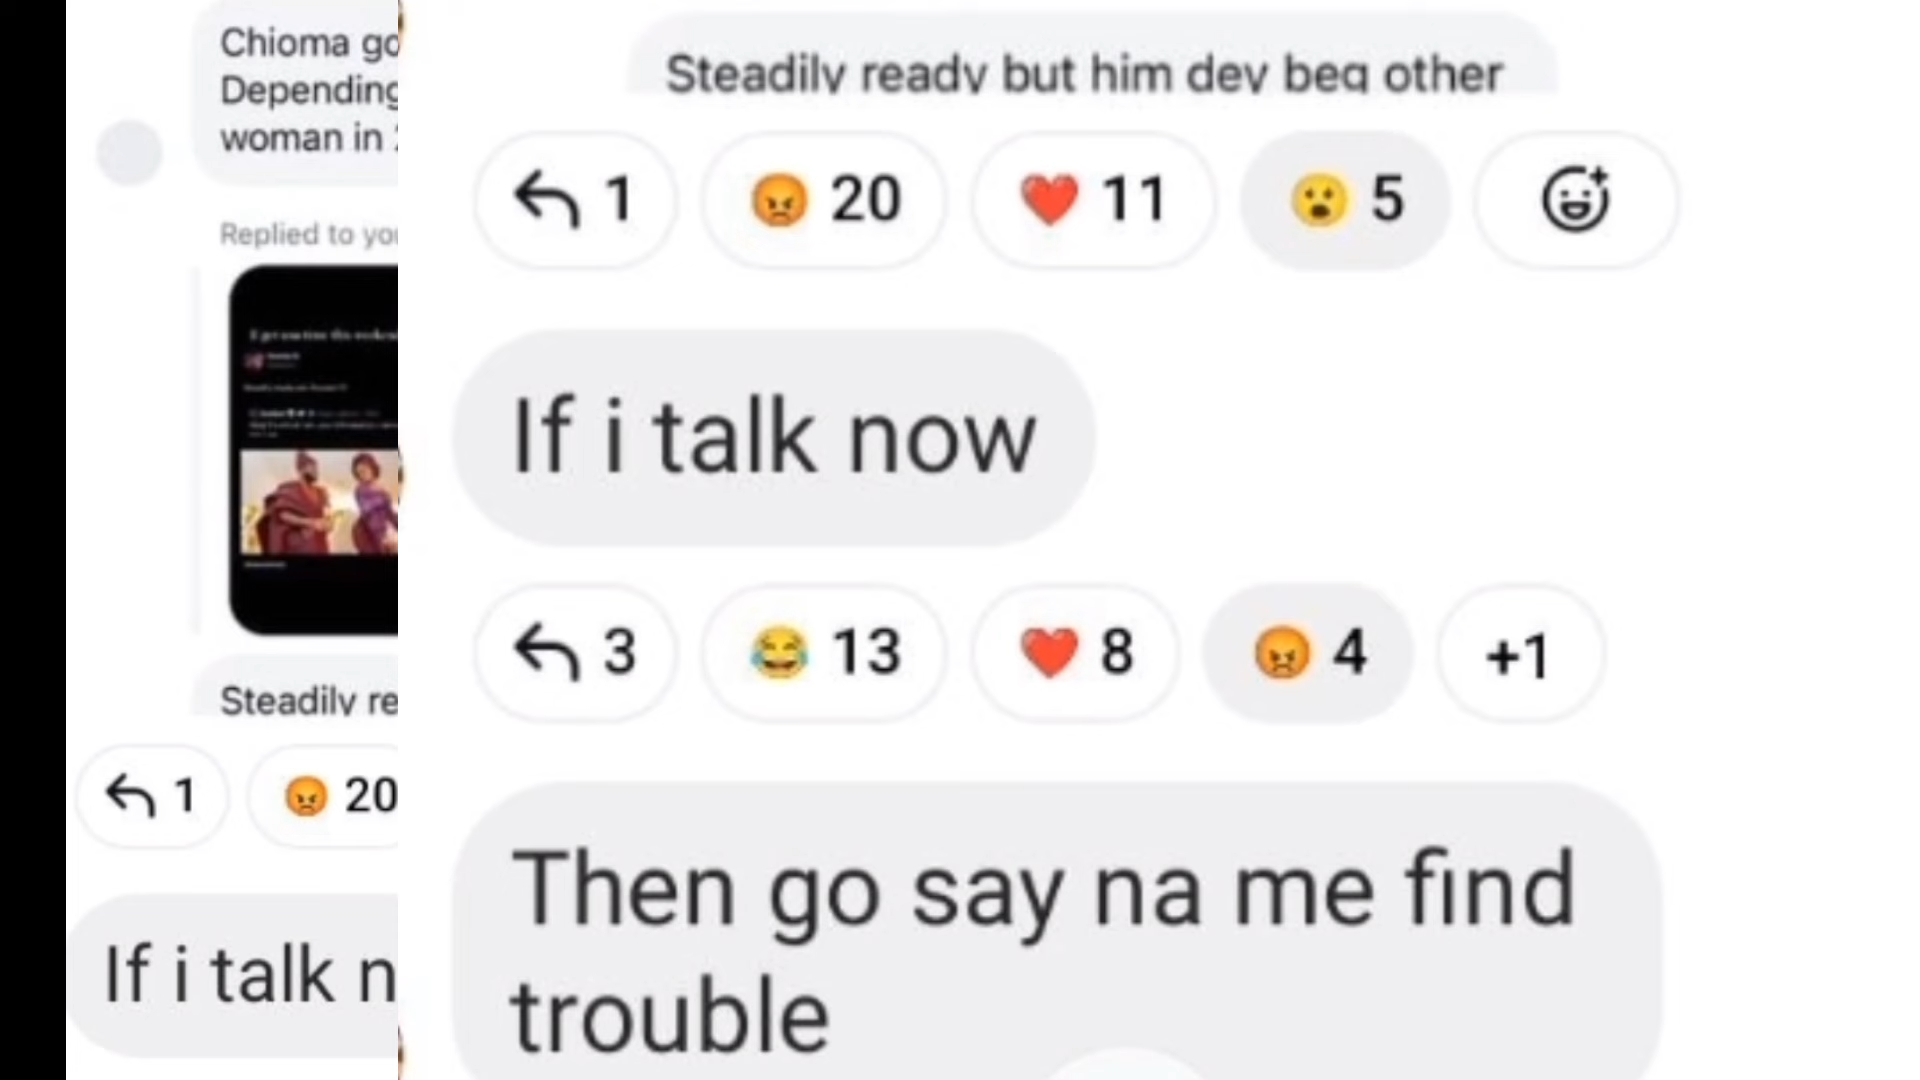 Chioma go
Depending
woman in
Replied to you
Steadily re
1
20
If i talk n
Steadily ready but him dey beg other
1
20
11
5
If i talk now
3
13
8
4
+1
Then go say na me find
trouble